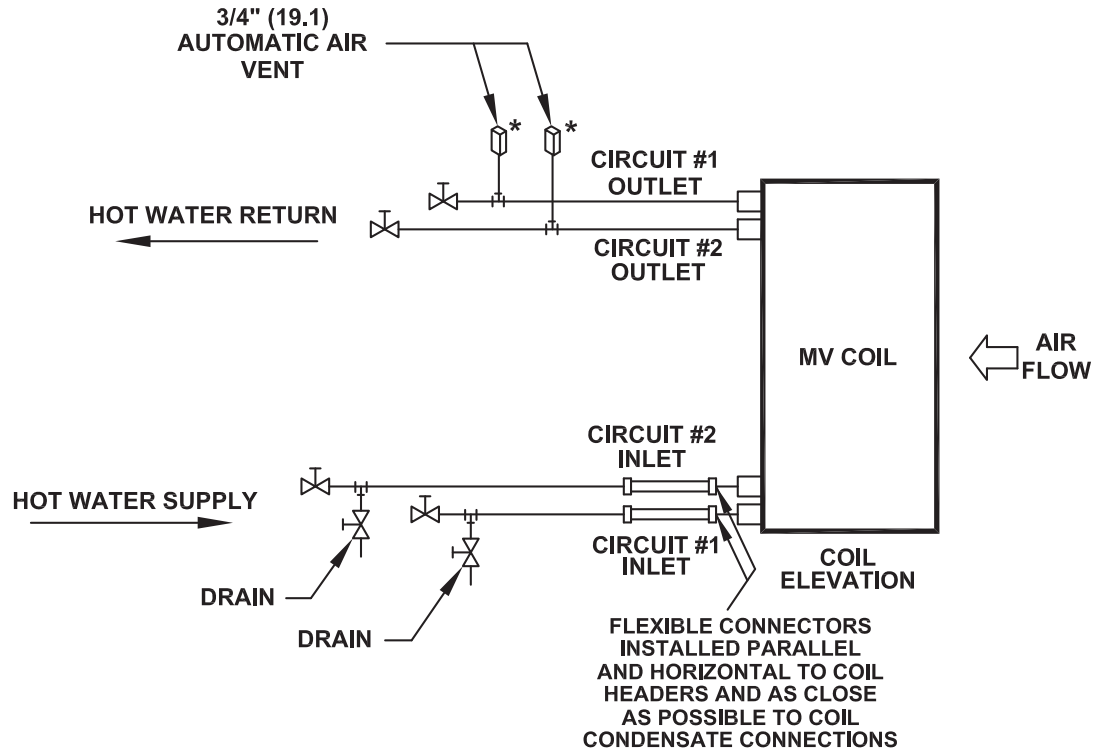 3/4" (19.1)
AUTOMATIC AIR
VENT
*
*
CIRCUIT #1
OUTLET
HOT WATER RETURN
CIRCUIT #2
OUTLET
MV COIL
AIR
FLOW
CIRCUIT #2
INLET
HOT WATER SUPPLY
CIRCUIT #1
INLET
COIL
ELEVATION
DRAIN
DRAIN
FLEXIBLE CONNECTORS
INSTALLED PARALLEL
AND HORIZONTAL TO COIL
HEADERS AND AS CLOSE
AS POSSIBLE TO COIL
CONDENSATE CONNECTIONS